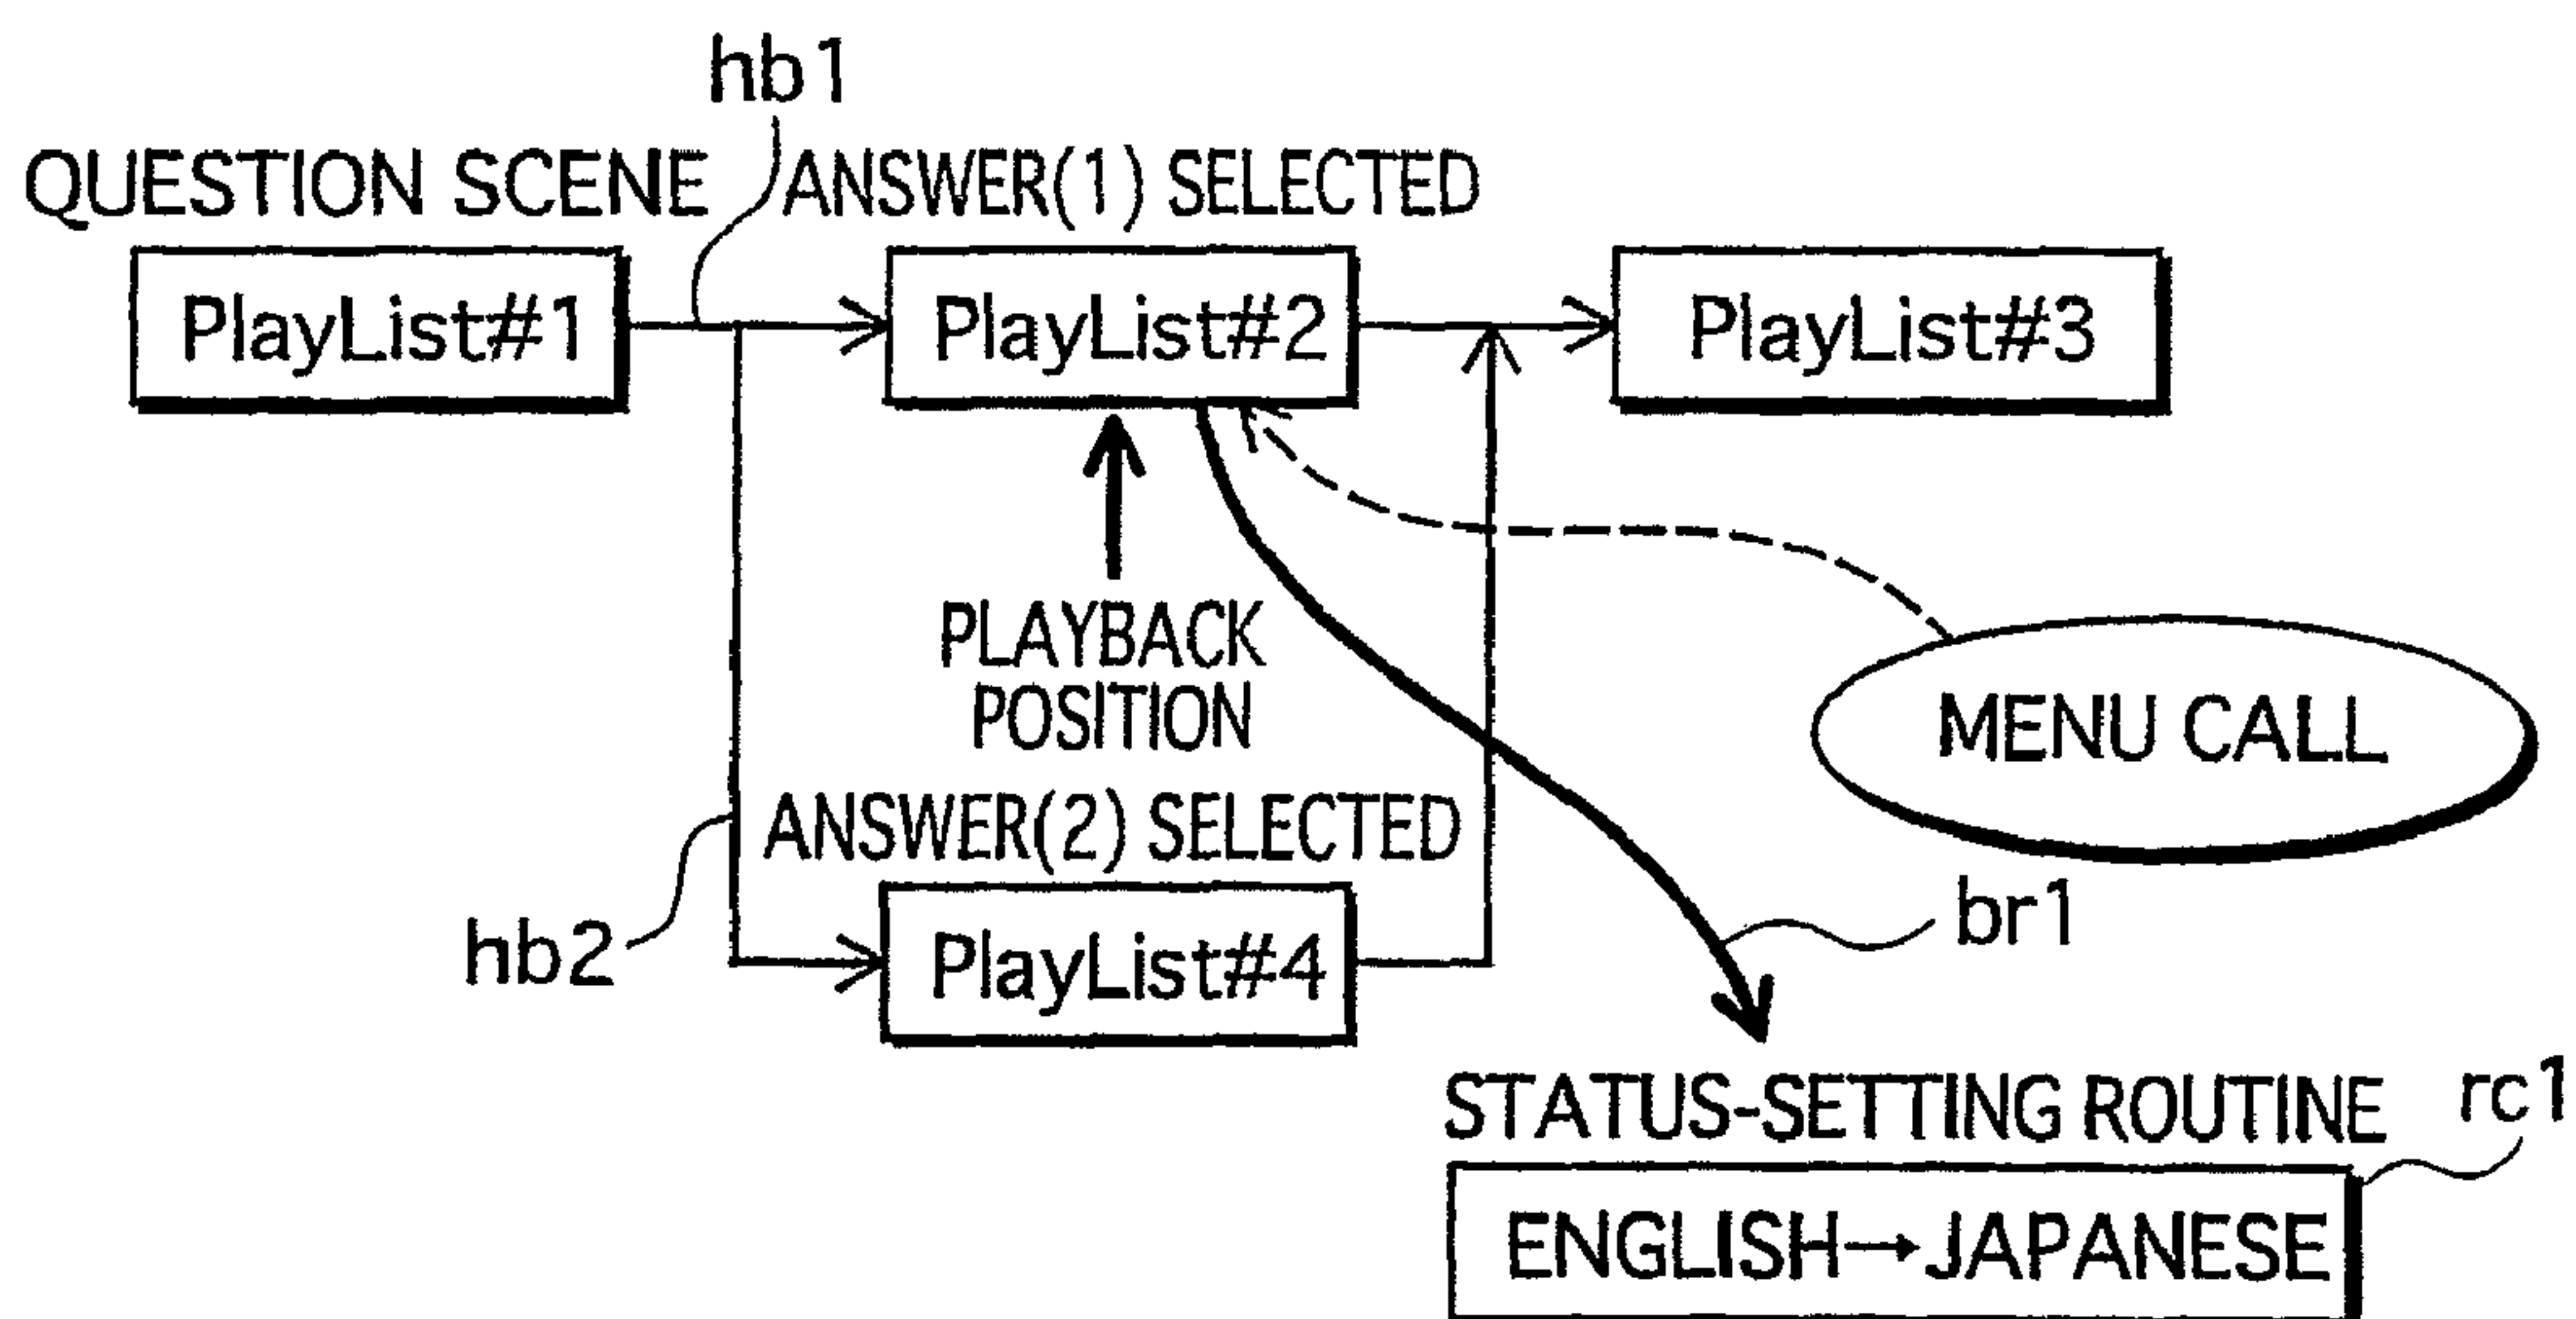 hb1
QUESTION SCENE
ANSWER(1) SELECTED
PlayList#1
PlayList#2
PlayList#3
PLAYBACK
POSITION
MENU CALL
ANSWER(2) SELECTED
hb2
PlayList#4
br1
STATUS-SETTING ROUTINE
rc1
ENGLISH→JAPANESE